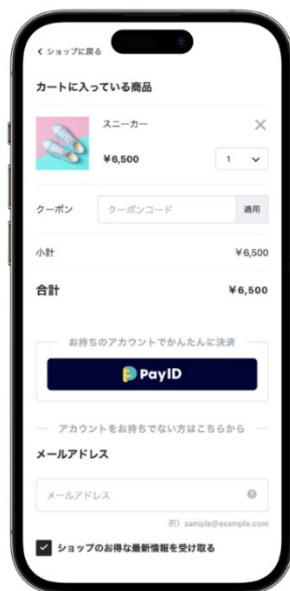 ショップに戻る
カートに入っている商品
スニーカー
¥6,500
1
クーポン
クーポンコード
適用
小計
¥6,500
合計
¥6,500
お持ちのアカウントでかんたんに決済
PayID
アカウントをお持ちでない方はこちらから
メールアドレス
メールアドレス
例）sample@example.com
ショップのお得な最新情報を受け取る